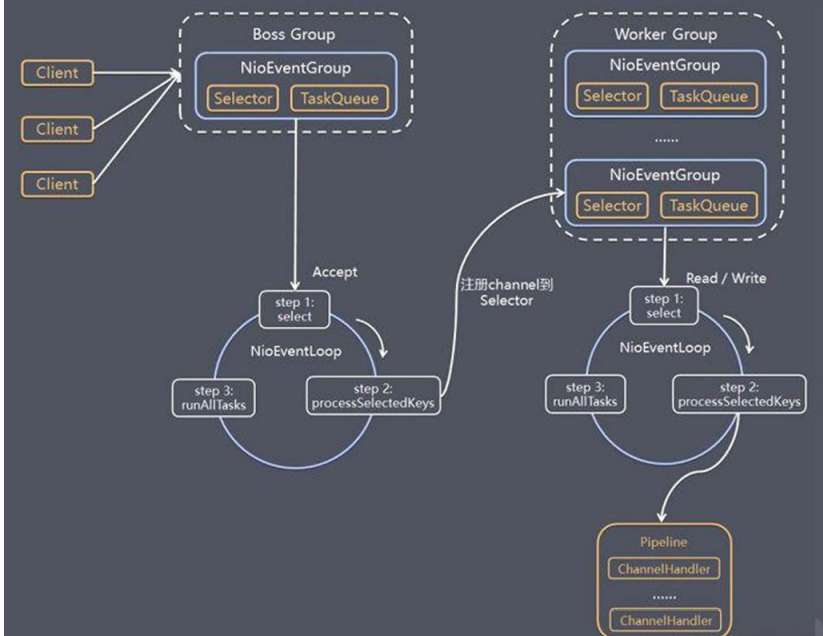 Client
Client
Client
Boss Group
NioEventGroup
Selector
TaskQueue
Worker Group
NioEventGroup
Selector
TaskQueue
......
NioEventGroup
Selector
TaskQueue
Accept
step 1:
select
NioEventLoop
step 2:
processSelectedKeys
step 3:
runAllTasks
注册channel到
Selector
Read / Write
step 1:
select
NioEventLoop
step 2:
processSelectedKeys
step 3:
runAllTasks
Pipeline
ChannelHandler
......
ChannelHandler